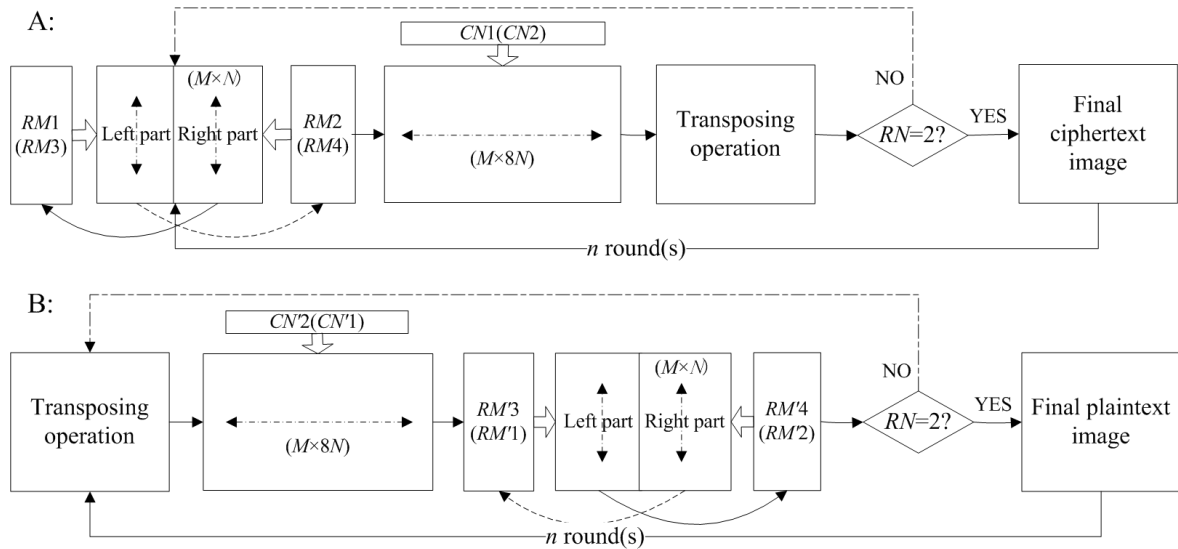 A:
CN1(CN2)
NO
(M×N)
RM1
(RM3)
Left part
Right part
RM2
(RM4)
(M×8N)
Transposing
operation
RN=2?
YES
Final
ciphertext
image
n round(s)
B:
CN'2(CN'1)
NO
Transposing
operation
(M×8N)
RM'3
(RM'1)
(M×N)
Left part
Right part
RM'4
(RM'2)
RN=2?
YES
Final plaintext
image
n round(s)